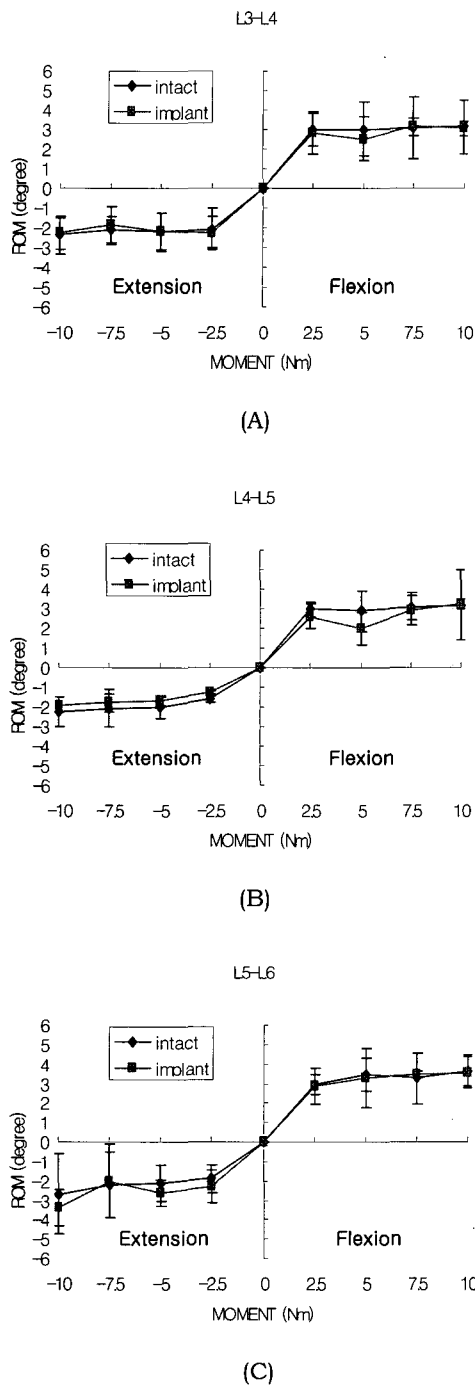 L3-L4
6
5
4
3
2
1
0
-1
-2
-3
-4
-5
-6
ROM (degree)
intact
implant
Extension
Flexion
-10 -7.5 -5 -2.5 0 2.5 5 7.5 10
MOMENT (Nm)
(A)
L4-L5
6
5
4
3
2
1
0
-1
-2
-3
-4
-5
-6
ROM (degree)
intact
implant
Extension
Flexion
-10 -7.5 -5 -2.5 0 2.5 5 7.5 10
MOMENT (Nm)
(B)
L5-L6
6
5
4
3
2
1
0
-1
-2
-3
-4
-5
-6
ROM (degree)
intact
implant
Extension
Flexion
-10 -7.5 -5 -2.5 0 2.5 5 7.5 10
MOMENT (Nm)
(C)